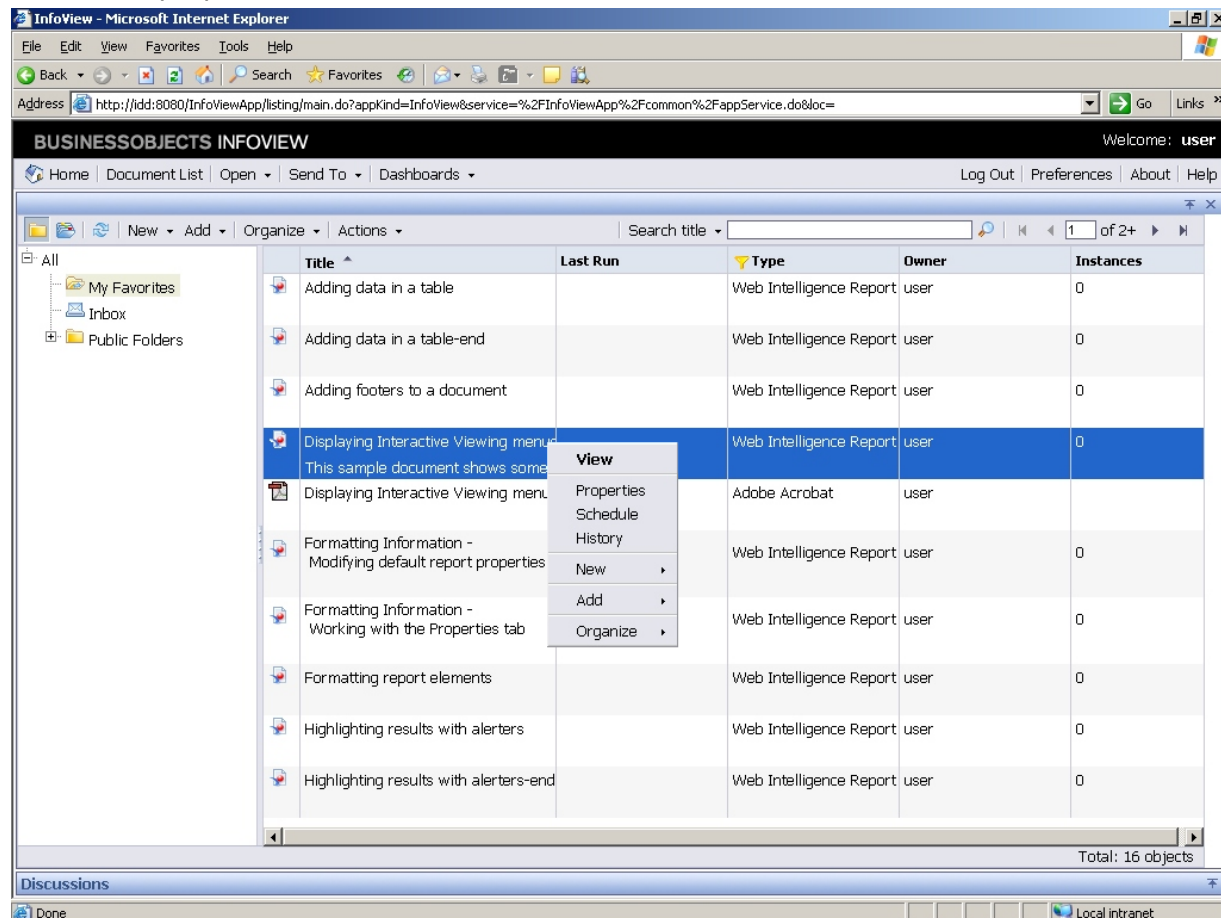 InfoView - Microsoft Internet Explorer
File Edit View Favorites Tools Help
Back Search Favorites
Address http://idd:8080/InfoViewApp/listing/main.do?appKind=InfoView&service=%2FInfoViewApp%2Fcommon%2FappService.do&loc= Go Links »
BUSINESSOBJECTS INFOVIEW Welcome: user
Home Document List Open Send To Dashboards Log Out Preferences About Help
New Add Organize Actions Search title 1 of 2+
All
My Favorites
Inbox
Public Folders
Title Last Run Type Owner Instances
Adding data in a table Web Intelligence Report user 0
Adding data in a table-end Web Intelligence Report user 0
Adding footers to a document Web Intelligence Report user 0
Displaying Interactive Viewing menus Web Intelligence Report user 0
This sample document shows some
Displaying Interactive Viewing menu Adobe Acrobat user
Formatting Information -
Modifying default report properties Web Intelligence Report user 0
Formatting Information -
Working with the Properties tab Web Intelligence Report user 0
Formatting report elements Web Intelligence Report user 0
Highlighting results with alerters Web Intelligence Report user 0
Highlighting results with alerters-end Web Intelligence Report user 0
View
Properties
Schedule
History
New
Add
Organize
Total: 16 objects
Discussions
Done Local intranet